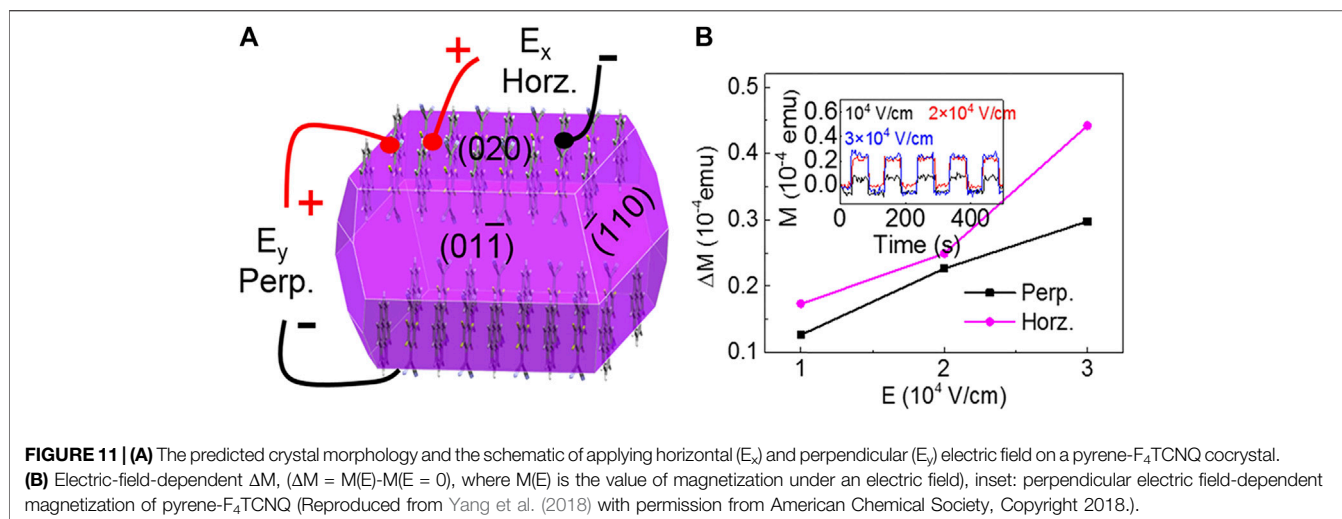 A
+
E_x
Horz.
−
(020)
+
E_y
Perp.
−
(01̅1̅)
(1̅10)
B
0.5
0.4
0.3
0.2
0.1
ΔM (10⁻⁴emu)
M (10⁻⁴ emu)
0.6
0.4
0.2
0.0
10⁴ V/cm 2×10⁴ V/cm
3×10⁴ V/cm
0 200 400
Time (s)
Perp.
Horz.
1 2 3
E (10⁴ V/cm)
FIGURE 11 | (A) The predicted crystal morphology and the schematic of applying horizontal (Eₓ) and perpendicular (E_y) electric field on a pyrene-F₄TCNQ cocrystal.
(B) Electric-field-dependent ΔM, (ΔM = M(E)-M(E = 0), where M(E) is the value of magnetization under an electric field), inset: perpendicular electric field-dependent
magnetization of pyrene-F₄TCNQ (Reproduced from Yang et al. (2018) with permission from American Chemical Society, Copyright 2018.).